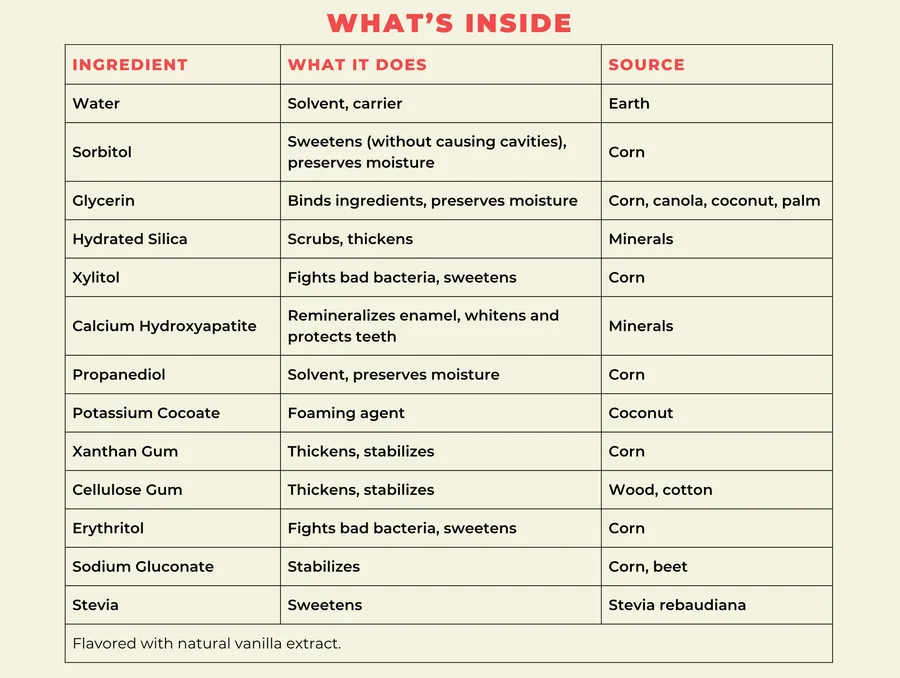 WHAT'S INSIDE
INGREDIENT WHAT IT DOES SOURCE
Water Solvent, carrier Earth
Sorbitol Sweetens (without causing cavities), preserves moisture Corn
Glycerin Binds ingredients, preserves moisture Corn, canola, coconut, palm
Hydrated Silica Scrubs, thickens Minerals
Xylitol Fights bad bacteria, sweetens Corn
Calcium Hydroxyapatite Remineralizes enamel, whitens and protects teeth Minerals
Propanediol Solvent, preserves moisture Corn
Potassium Cocoate Foaming agent Coconut
Xanthan Gum Thickens, stabilizes Corn
Cellulose Gum Thickens, stabilizes Wood, cotton
Erythritol Fights bad bacteria, sweetens Corn
Sodium Gluconate Stabilizes Corn, beet
Stevia Sweetens Stevia rebaudiana
Flavored with natural vanilla extract.